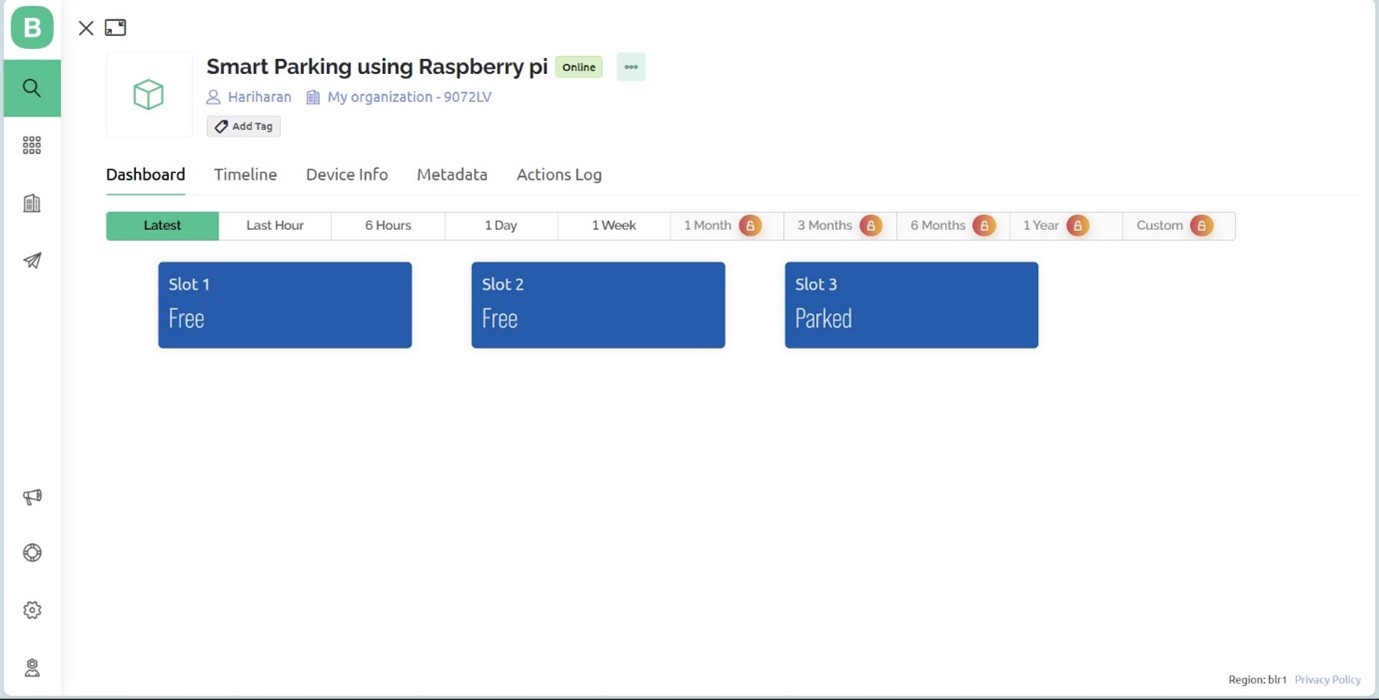 B
Smart Parking using Raspberry pi Online
Hariharan My organization - 9072LV
Add Tag
Dashboard Timeline Device Info Metadata Actions Log
Latest Last Hour 6 Hours 1 Day 1 Week 1 Month 3 Months 6 Months 1 Year Custom
Slot 1 Slot 2 Slot 3
Free Free Parked
Region: blr1 Privacy Policy